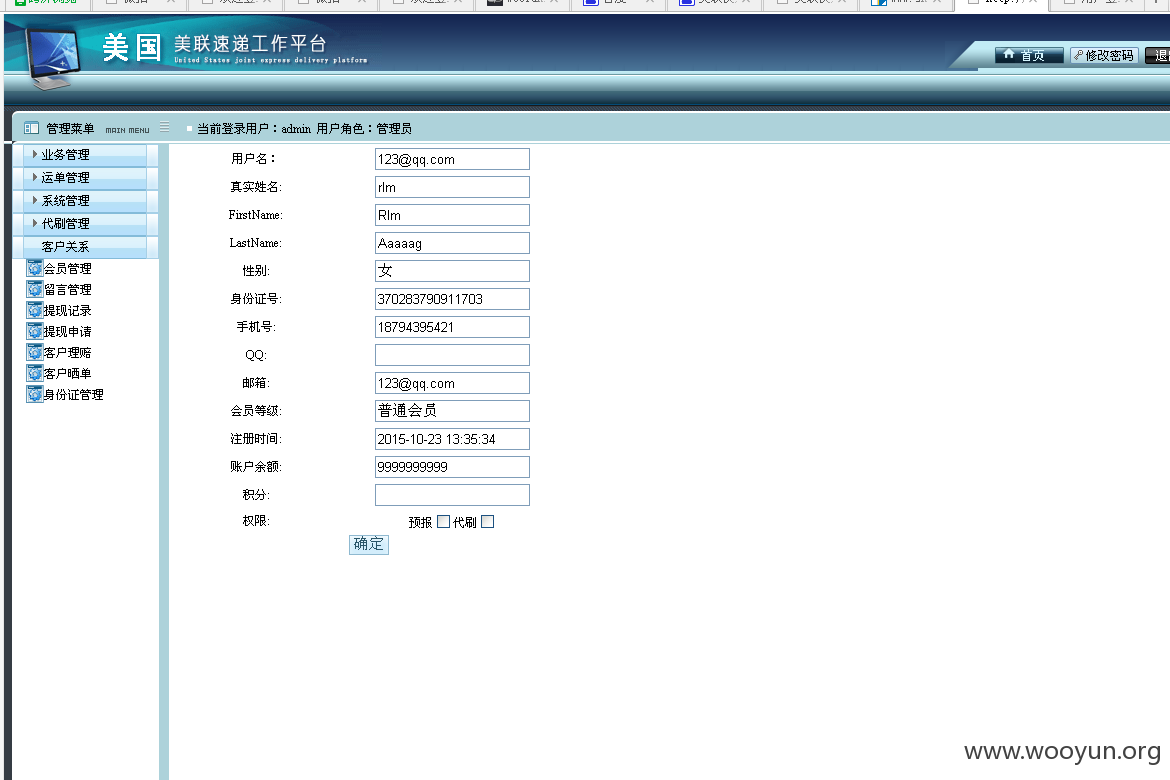 美国 美联速递工作平台
United States joint express delivery platform
首页 修改密码
管理菜单 MAIN MENU 当前登录用户：admin 用户角色：管理员
业务管理
运单管理
系统管理
代刷管理
客户关系
会员管理
留言管理
提现记录
提现申请
客户理赔
客户晒单
身份证管理
用户名： 123@qq.com
真实姓名: rlm
FirstName: Rlm
LastName: Aaaaag
性别: 女
身份证号: 370283790911703
手机号: 18794395421
QQ:
邮箱: 123@qq.com
会员等级: 普通会员
注册时间: 2015-10-23 13:35:34
账户余额: 9999999999
积分:
权限: 预报 代刷
确定
www.wooyun.org